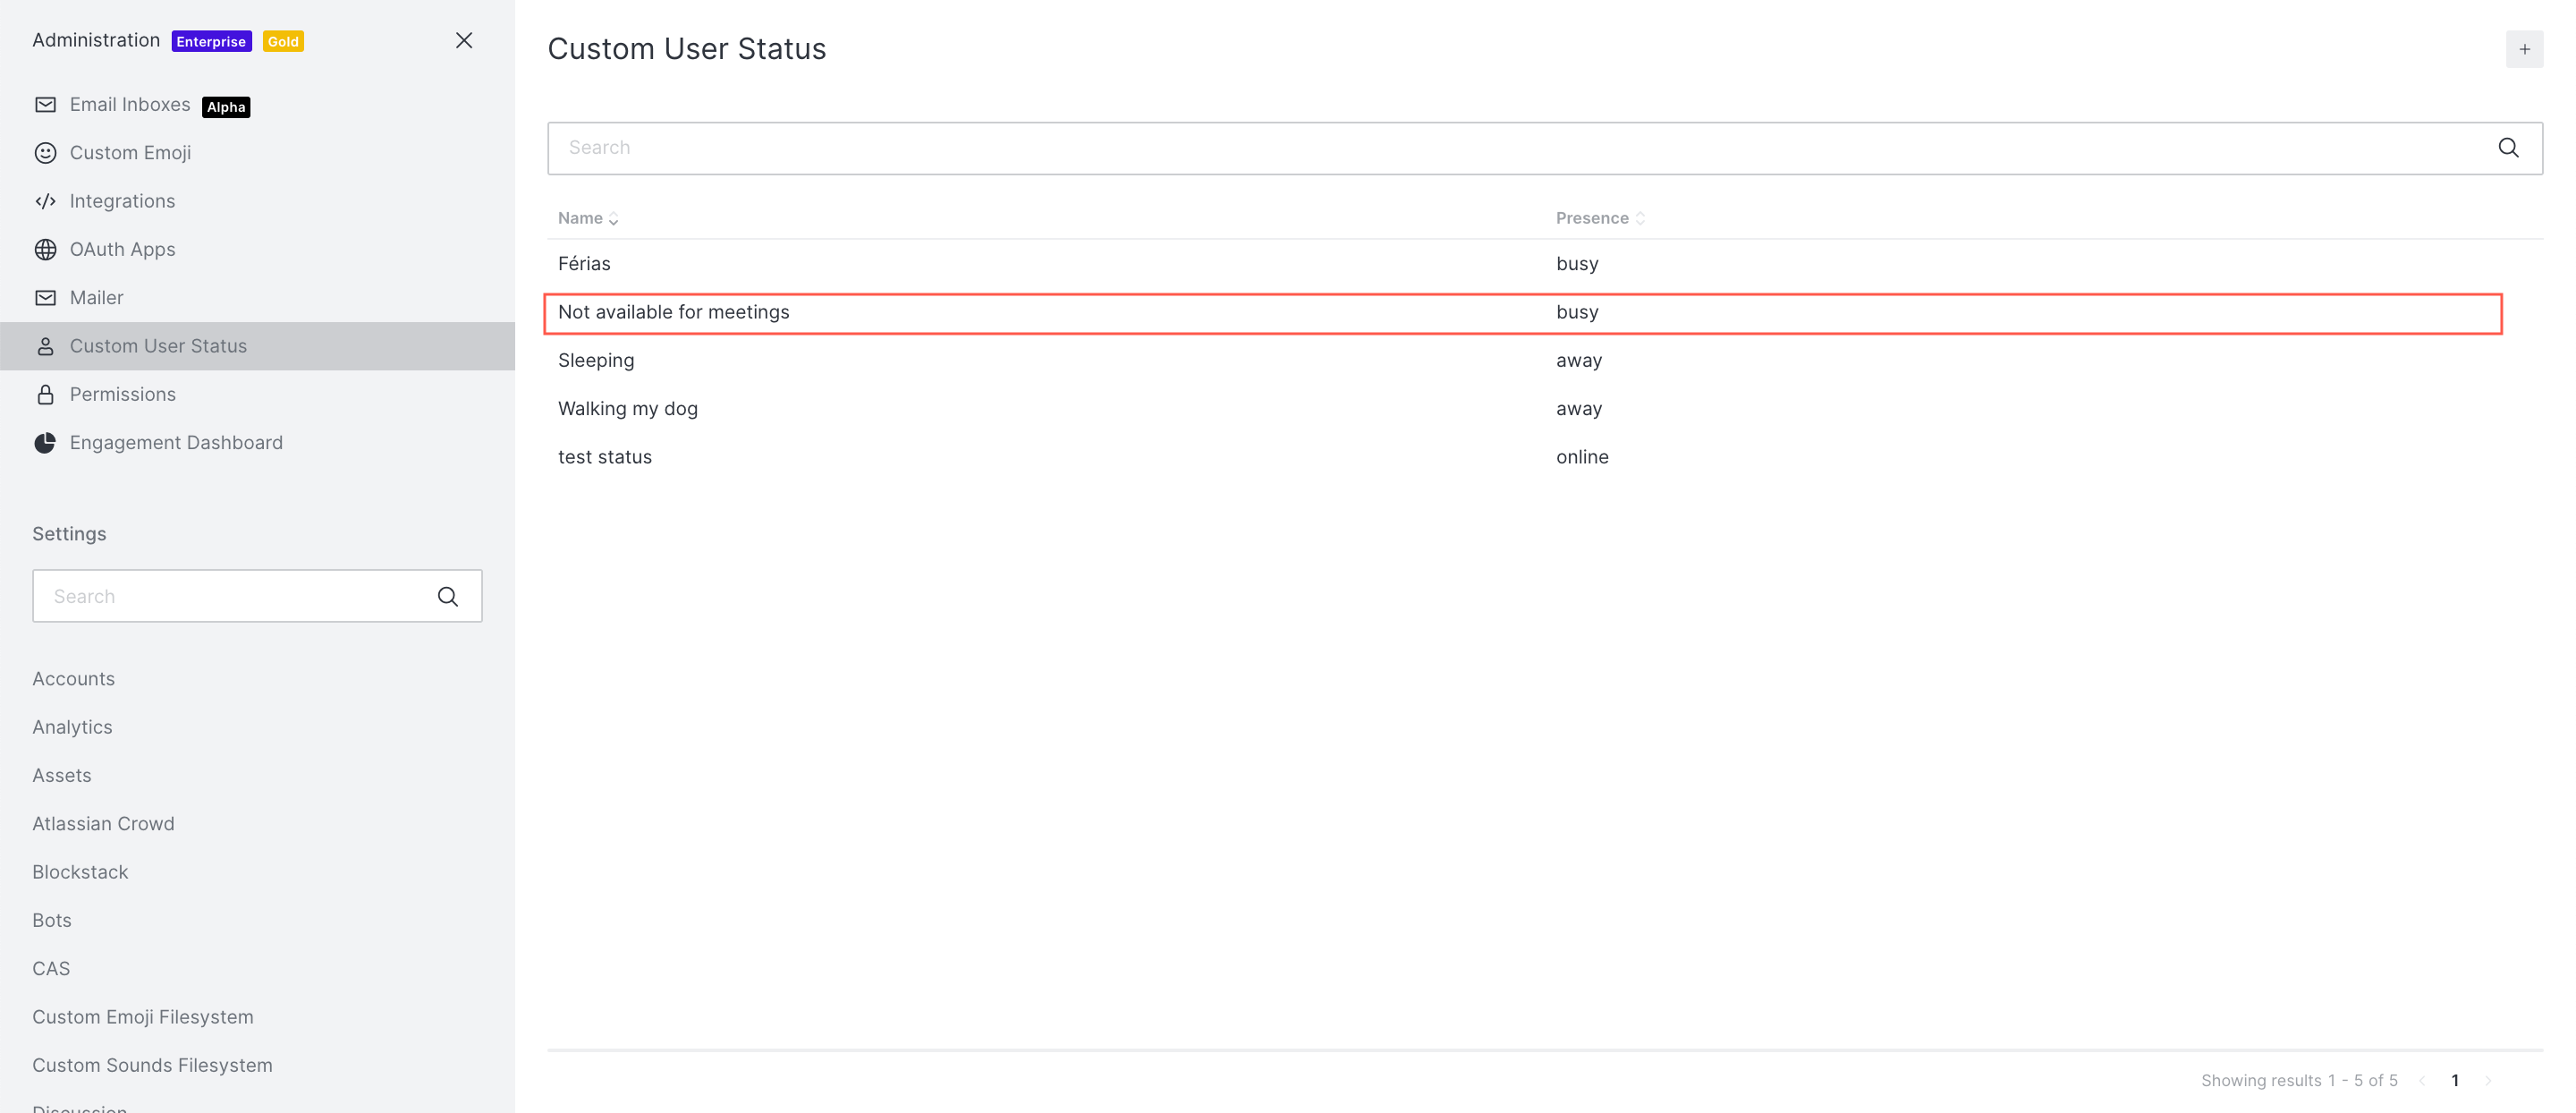 Administration Enterprise Gold
Email Inboxes Alpha
Custom Emoji
Integrations
OAuth Apps
Mailer
Custom User Status
Permissions
Engagement Dashboard
Settings
Search
Accounts
Analytics
Assets
Atlassian Crowd
Blockstack
Bots
CAS
Custom Emoji Filesystem
Custom Sounds Filesystem
Discussion
Custom User Status
Search
Name Presence
Férias busy
Not available for meetings busy
Sleeping away
Walking my dog away
test status online
Showing results 1 - 5 of 5 1